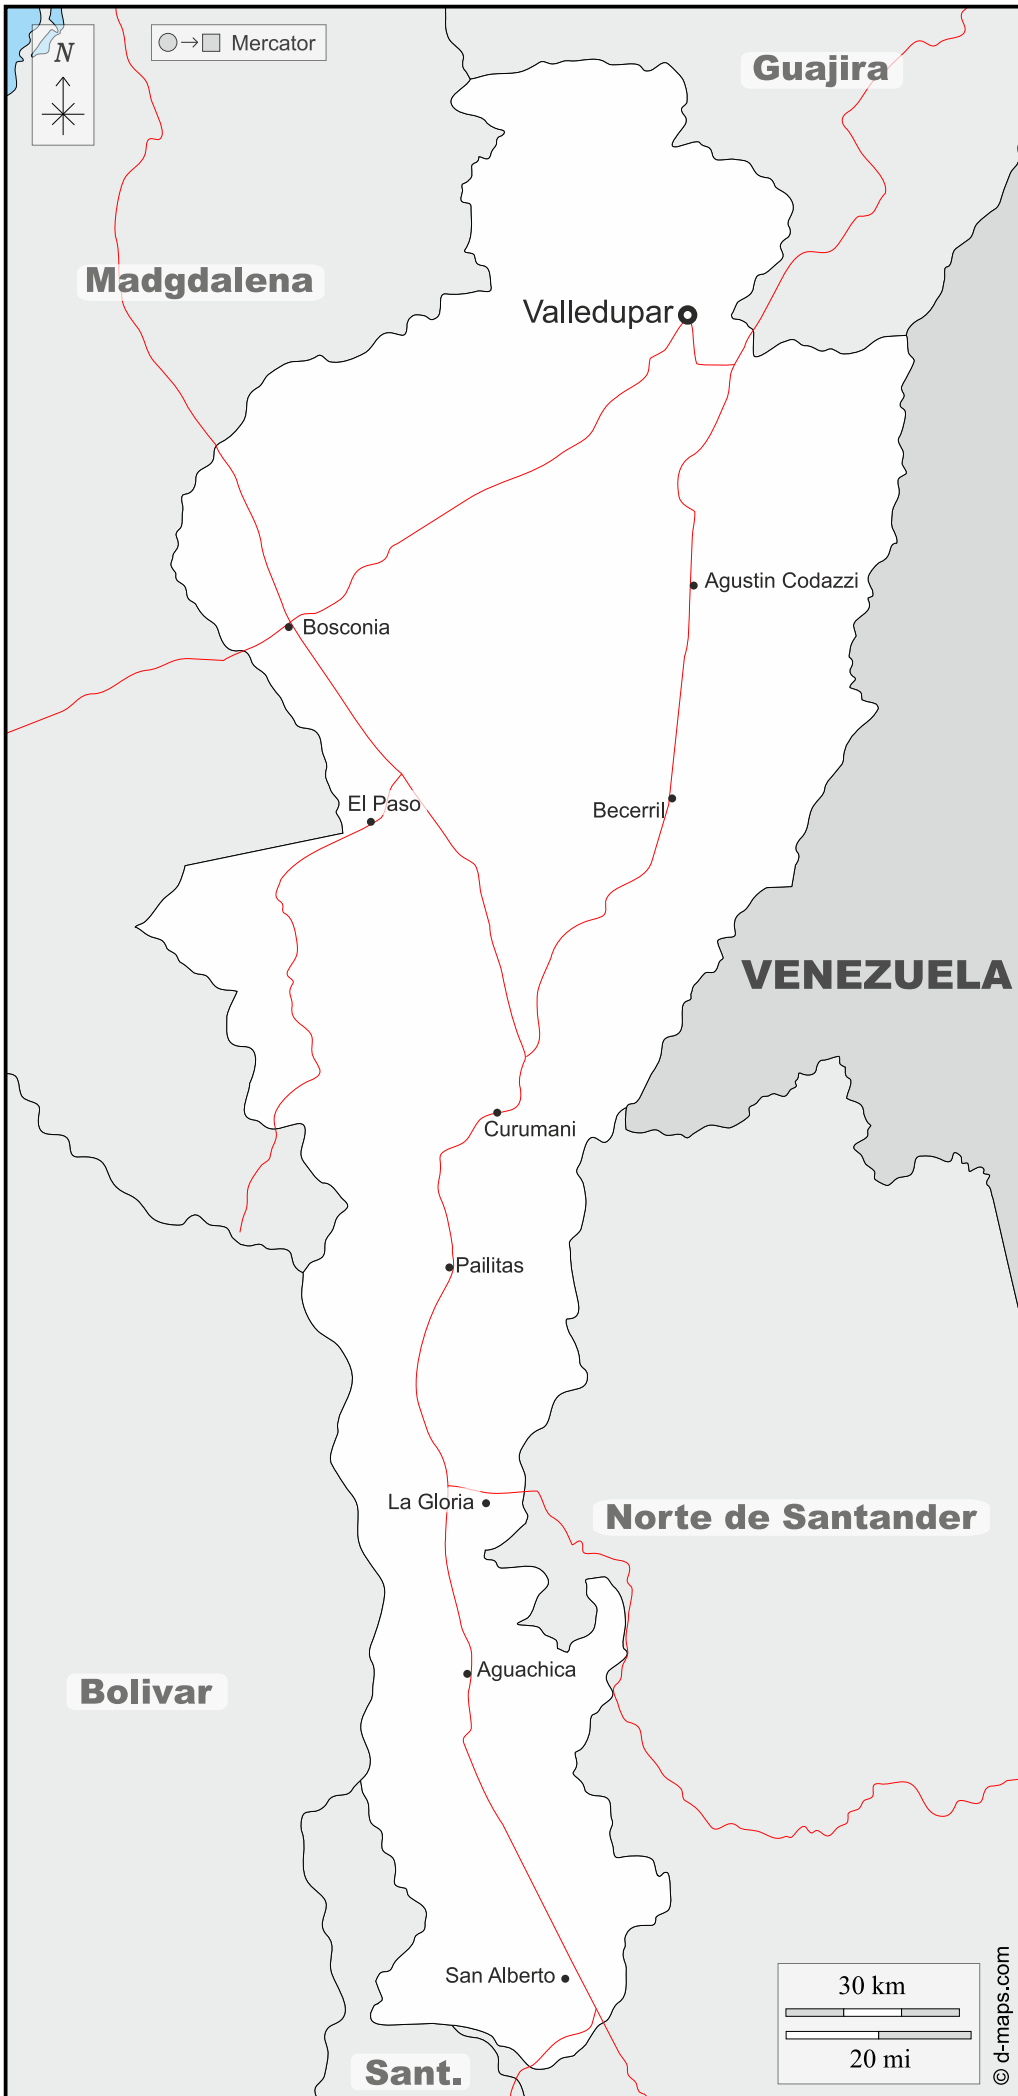 N
Mercator
Guajira
Madgdalena
Valledupar
Agustin Codazzi
Bosconia
El Paso
Becerril
VENEZUELA
Curumani
Pailitas
La Gloria
Norte de Santander
Aguachica
Bolivar
San Alberto
30 km
20 mi
Sant.
© d-maps.com